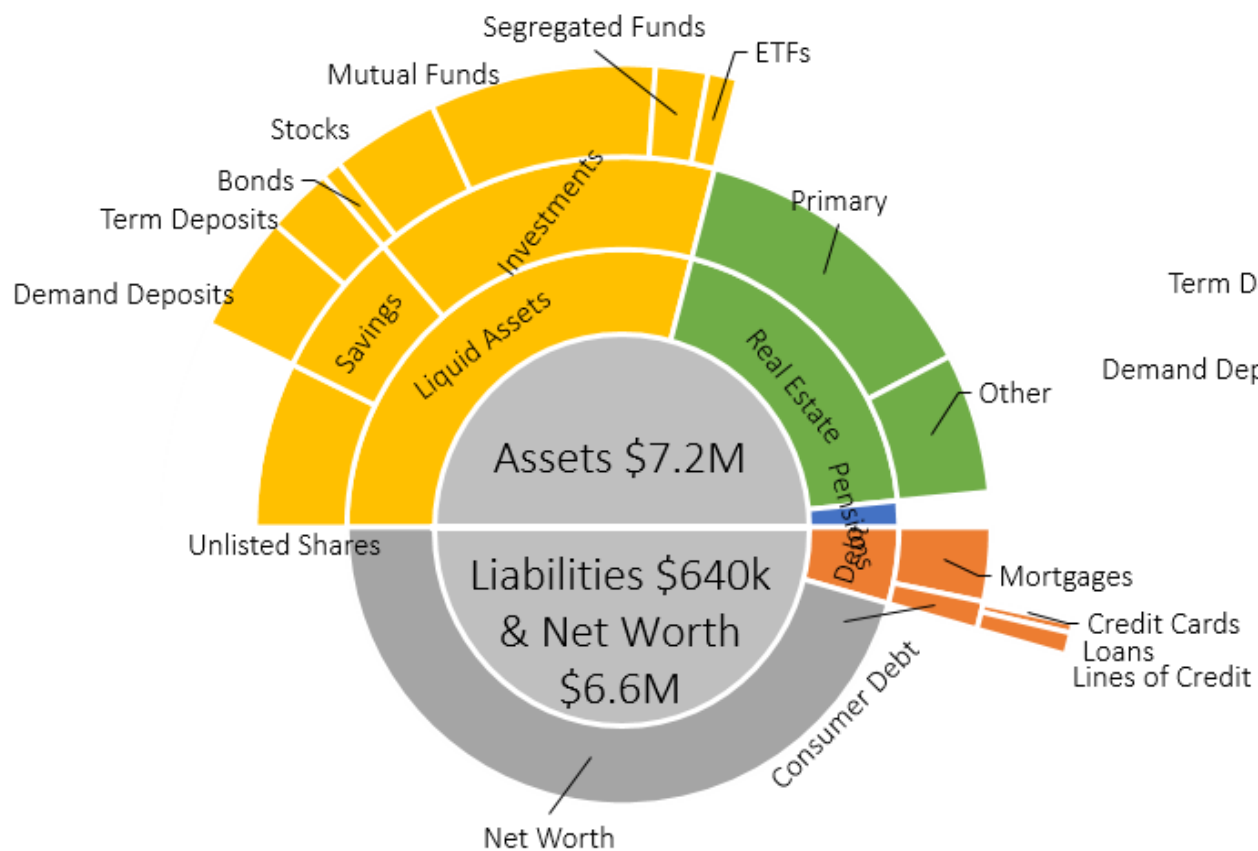 Segregated Funds
ETFs
Mutual Funds
Stocks
Bonds
Term Deposits
Demand Deposits
Investments
Savings
Liquid Assets
Primary
Real Estate
Other
Pensions
Assets $7.2M
Unlisted Shares
Liabilities $640k
& Net Worth
$6.6M
Debt
Mortgages
Credit Cards
Loans
Lines of Credit
Consumer Debt
Net Worth
Term D
Demand Dep